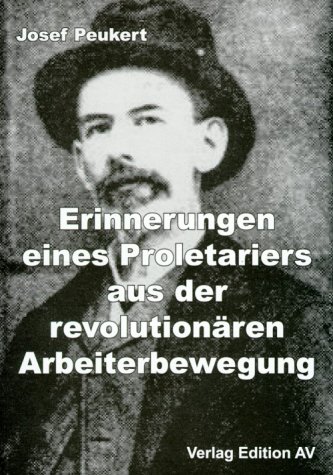 Josef Peukert
Erinnerungen
eines Proletariers
aus der
revolutionären
Arbeiterbewegung
Verlag Edition AV